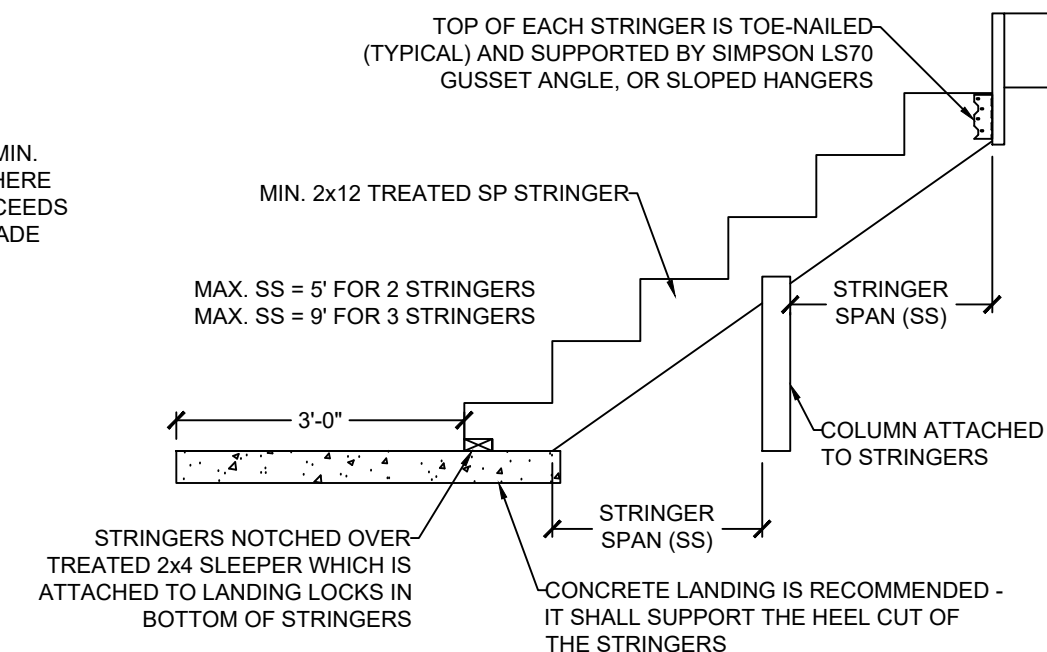 TOP OF EACH STRINGER IS TOE-NAILED
(TYPICAL) AND SUPPORTED BY SIMPSON LS70
GUSSET ANGLE, OR SLOPED HANGERS
MIN.
HERE
CEEDS
ADE
MIN. 2x12 TREATED SP STRINGER
MAX. SS = 5' FOR 2 STRINGERS
MAX. SS = 9' FOR 3 STRINGERS
STRINGER
SPAN (SS)
3'-0"
COLUMN ATTACHED
TO STRINGERS
STRINGER
SPAN (SS)
STRINGERS NOTCHED OVER
TREATED 2x4 SLEEPER WHICH IS
ATTACHED TO LANDING LOCKS IN
BOTTOM OF STRINGERS
CONCRETE LANDING IS RECOMMENDED -
IT SHALL SUPPORT THE HEEL CUT OF
THE STRINGERS